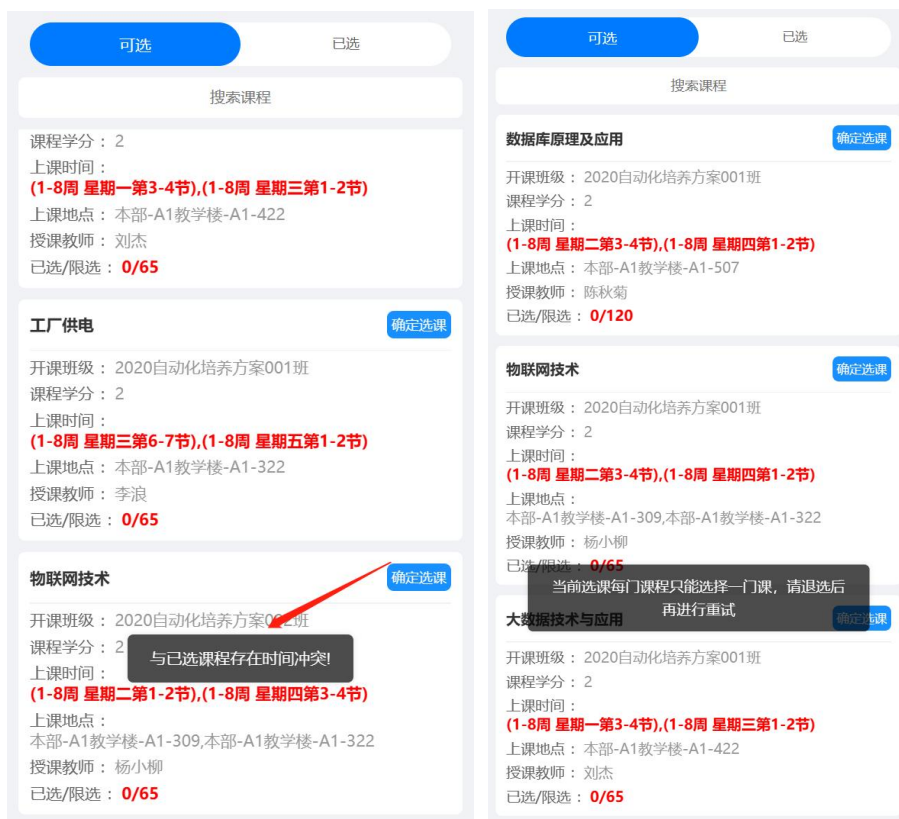 可选
已选
搜索课程
课程学分： 2
上课时间：
(1-8周 星期一第3-4节),(1-8周 星期三第1-2节)
上课地点： 本部-A1教学楼-A1-422
授课教师： 刘杰
已选/限选： 0/65
工厂供电
确定选课
开课班级： 2020自动化培养方案001班
课程学分： 2
上课时间：
(1-8周 星期三第6-7节),(1-8周 星期五第1-2节)
上课地点： 本部-A1教学楼-A1-322
授课教师： 李浪
已选/限选： 0/65
物联网技术
确定选课
开课班级： 2020自动化培养方案002班
课程学分： 2
与已选课程存在时间冲突!
上课时间：
(1-8周 星期二第1-2节),(1-8周 星期四第3-4节)
上课地点：
本部-A1教学楼-A1-309,本部-A1教学楼-A1-322
授课教师： 杨小柳
已选/限选： 0/65
可选
已选
搜索课程
数据库原理及应用
确定选课
开课班级： 2020自动化培养方案001班
课程学分： 2
上课时间：
(1-8周 星期二第3-4节),(1-8周 星期四第1-2节)
上课地点： 本部-A1教学楼-A1-507
授课教师： 陈秋菊
已选/限选： 0/120
物联网技术
确定选课
开课班级： 2020自动化培养方案001班
课程学分： 2
上课时间：
(1-8周 星期二第3-4节),(1-8周 星期四第1-2节)
上课地点：
本部-A1教学楼-A1-309,本部-A1教学楼-A1-322
授课教师： 杨小柳
已选/限选： 0/65
当前选课每门课程只能选择一门课，请退选后
再进行重试
大数据技术与应用
确定选课
开课班级： 2020自动化培养方案001班
课程学分： 2
上课时间：
(1-8周 星期一第3-4节),(1-8周 星期三第1-2节)
上课地点： 本部-A1教学楼-A1-422
授课教师： 刘杰
已选/限选： 0/65